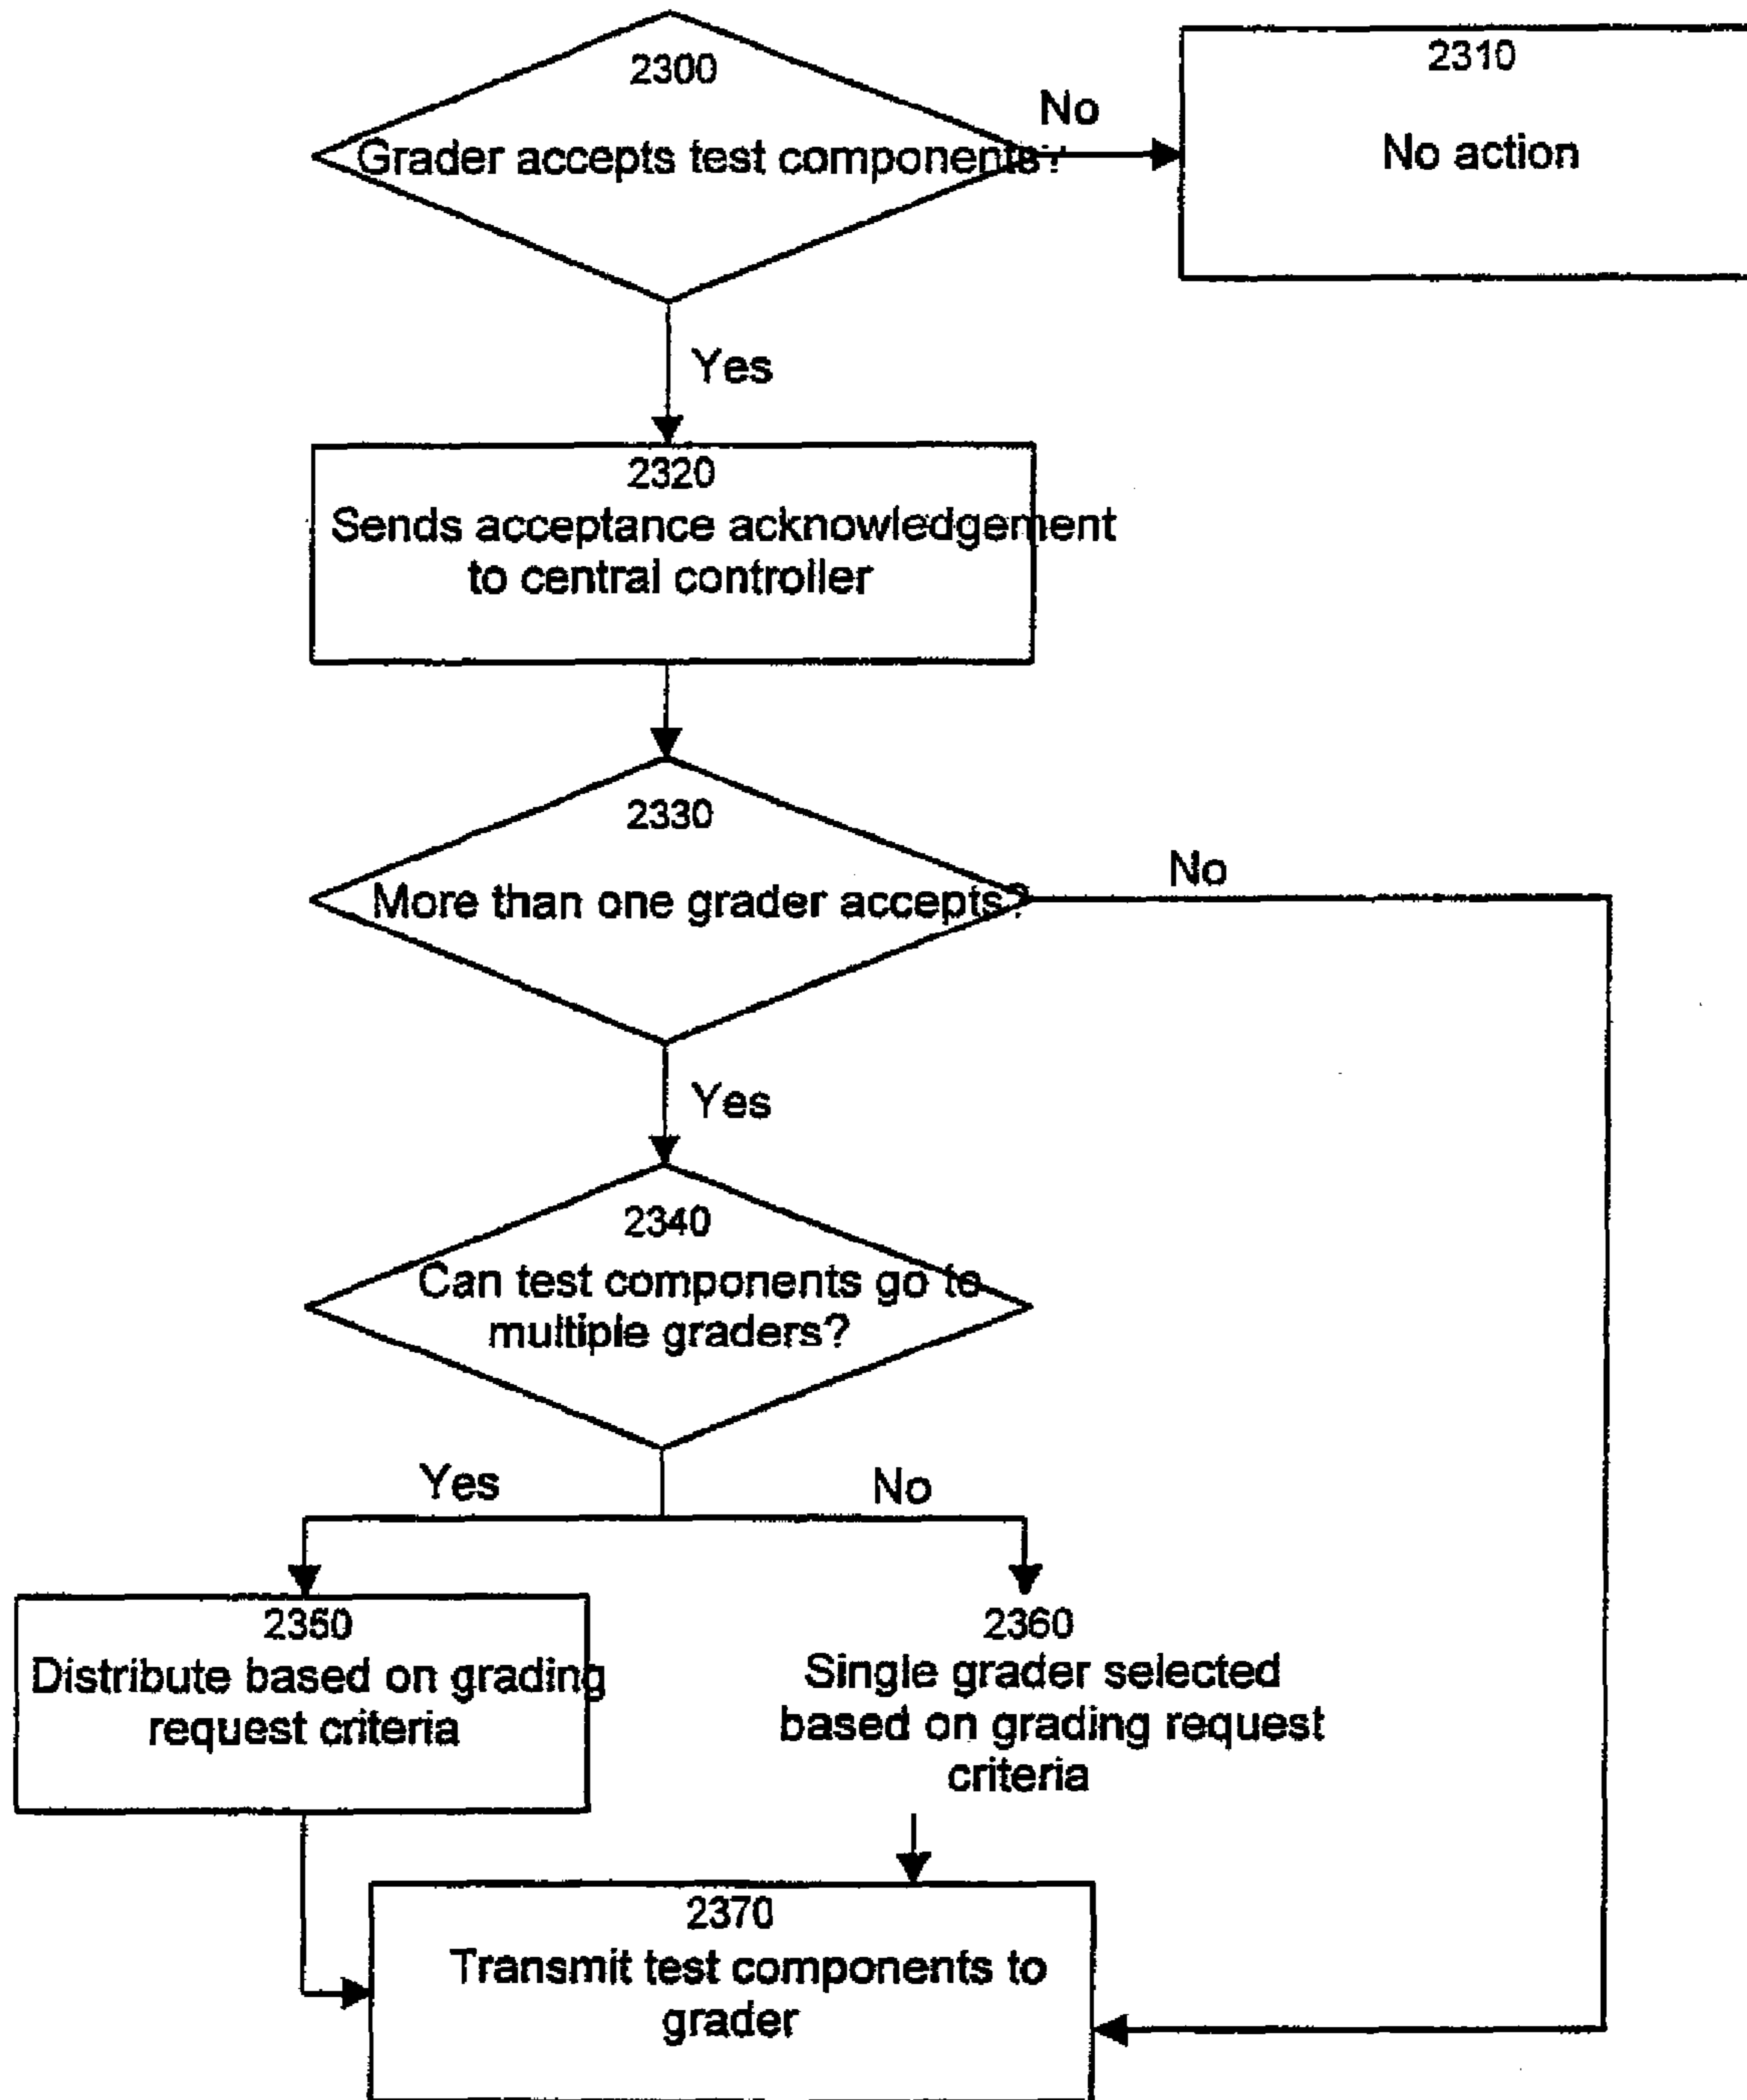 2300
Grader accepts test components?
No
2310
No action
Yes
2320
Sends acceptance acknowledgement
to central controller
2330
More than one grader accepts?
No
Yes
2340
Can test components go to
multiple graders?
Yes
No
2350
Distribute based on grading
request criteria
2360
Single grader selected
based on grading request
criteria
2370
Transmit test components to
grader